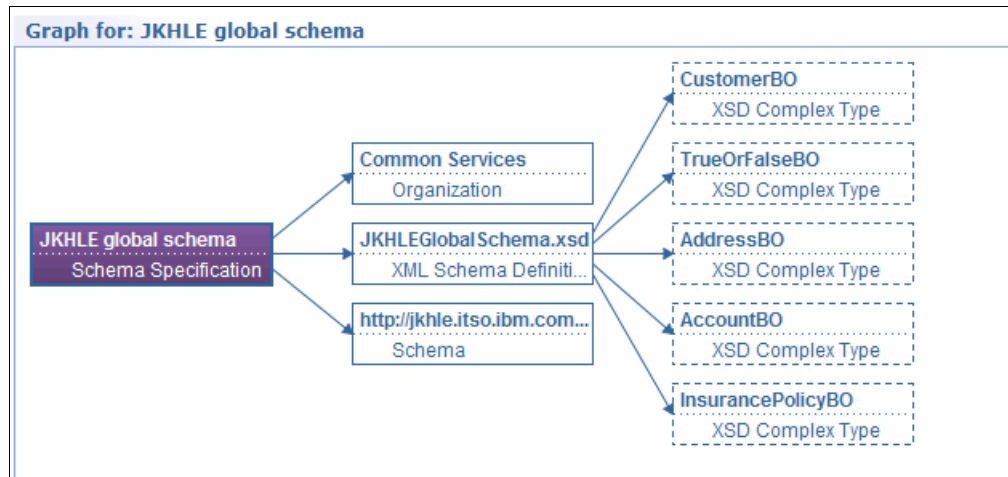 Graph for: JKHLE global schema
CustomerBO
XSD Complex Type
Common Services
Organization
TrueOrFalseBO
XSD Complex Type
JKHLE global schema
Schema Specification
JKHLEGlobalSchema.xsd
XML Schema Definiti...
AddressBO
XSD Complex Type
http://jkhle.itso.ibm.com...
Schema
AccountBO
XSD Complex Type
InsurancePolicyBO
XSD Complex Type